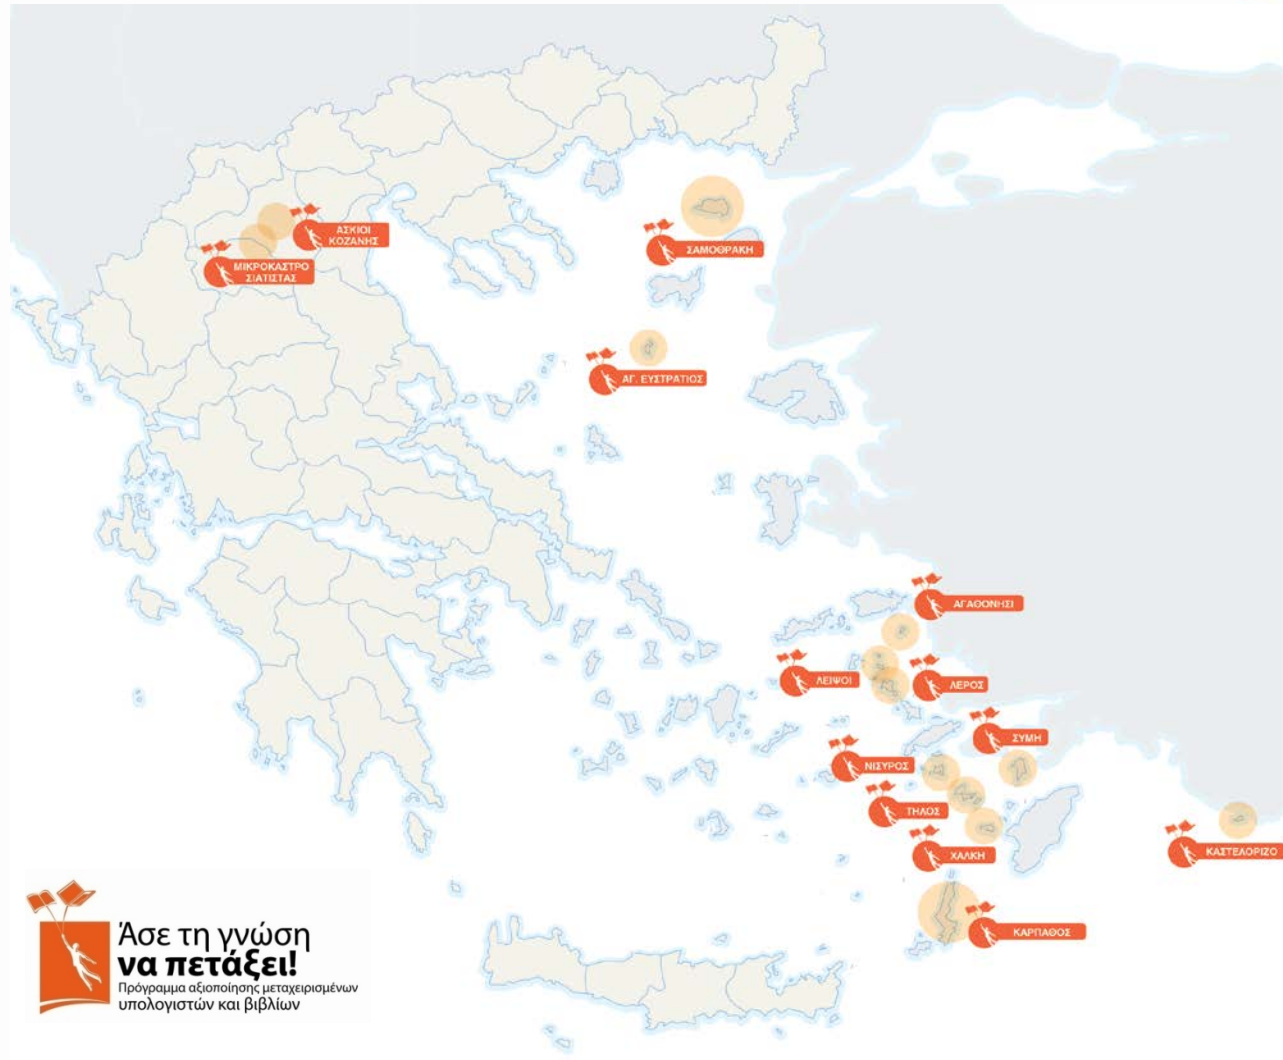 ΑΣΚΙΟΙ
ΚΟΖΑΝΗΣ
ΜΙΚΡΟΚΑΣΤΡΟ
ΣΙΑΤΙΣΤΑΣ
ΣΑΜΟΘΡΑΚΗ
ΑΓ. ΕΥΣΤΡΑΤΙΟΣ
ΑΓΑΘΟΝΗΣΙ
ΛΕΙΨΟΙ
ΛΕΡΟΣ
ΣΥΜΗ
ΝΙΣΥΡΟΣ
ΤΗΛΟΣ
ΧΑΛΚΗ
ΚΑΣΤΕΛΟΡΙΖΟ
ΚΑΡΠΑΘΟΣ
Άσε τη γνώση
να πετάξει!
Πρόγραμμα αξιοποίησης μεταχειρισμένων
υπολογιστών και βιβλίων